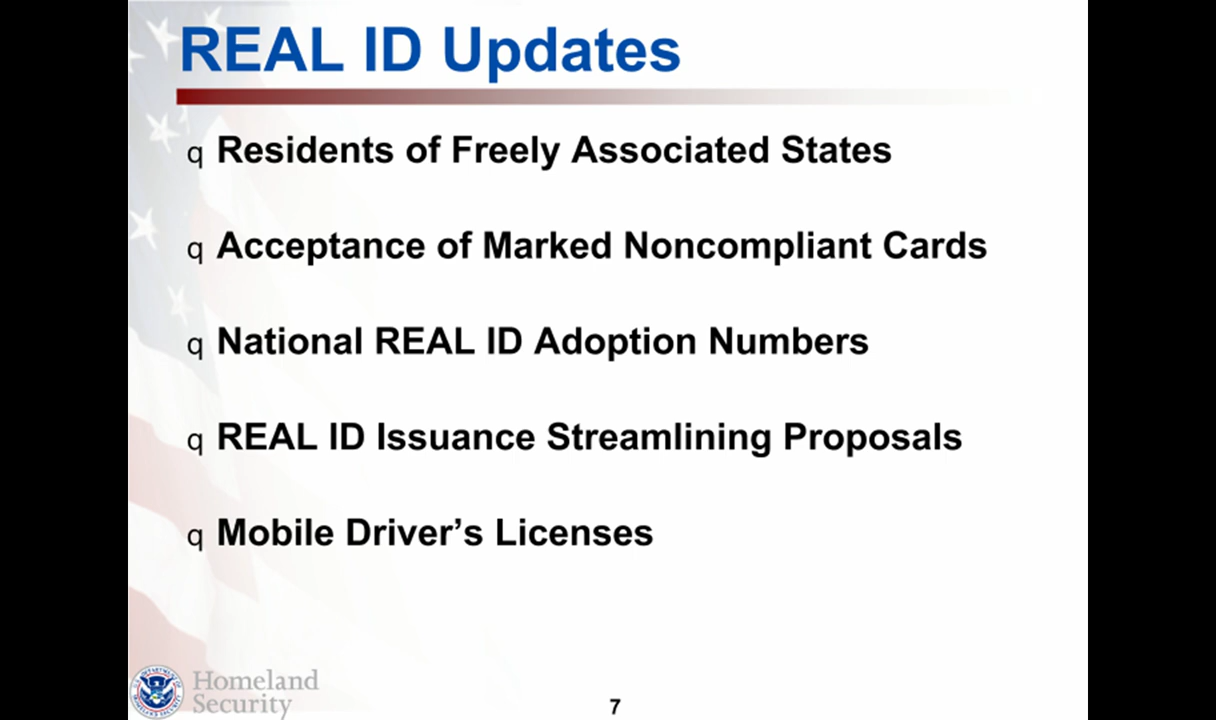 REAL ID Updates
q Residents of Freely Associated States
q Acceptance of Marked Noncompliant Cards
q National REAL ID Adoption Numbers
q REAL ID Issuance Streamlining Proposals
q Mobile Driver’s Licenses
Homeland
Security
7